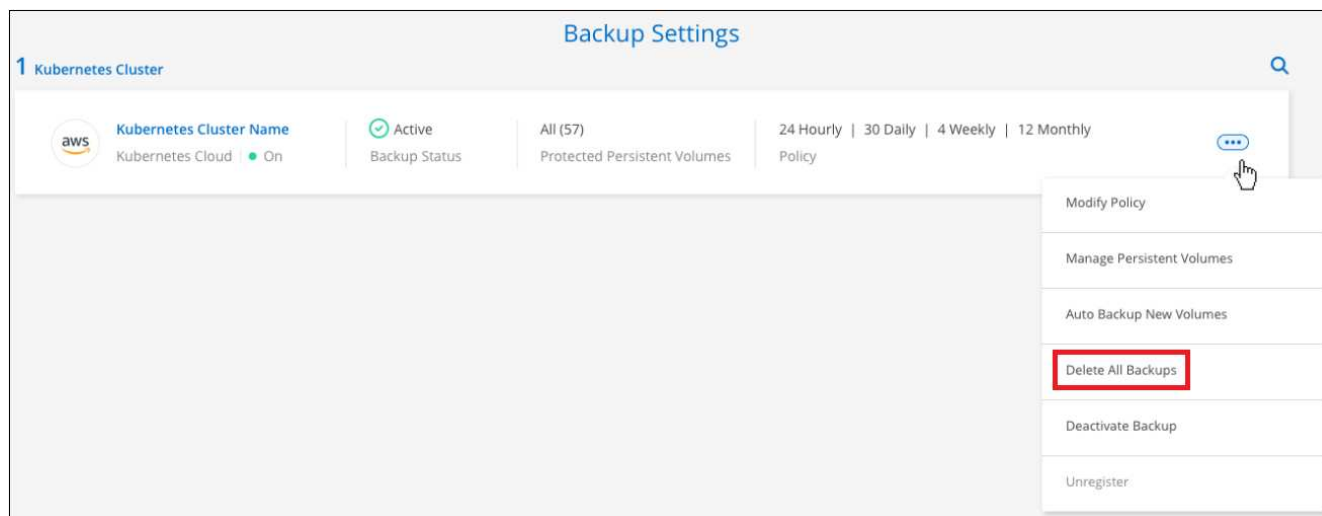 Backup Settings
1 Kubernetes Cluster
aws
Kubernetes Cluster Name
Kubernetes Cloud | On
Active
Backup Status
All (57)
Protected Persistent Volumes
24 Hourly | 30 Daily | 4 Weekly | 12 Monthly
Policy
Modify Policy
Manage Persistent Volumes
Auto Backup New Volumes
Delete All Backups
Deactivate Backup
Unregister